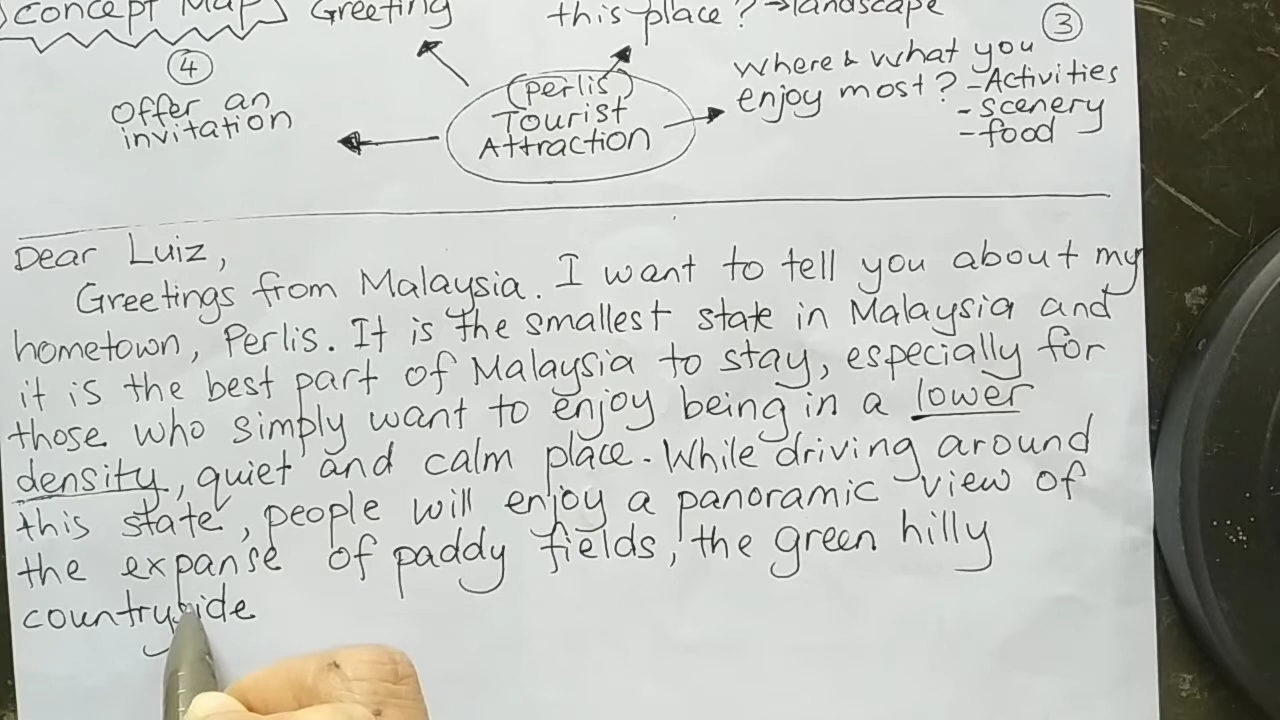 Concept Map Greeting
this place? → landscape
③
④
Offer an
invitation
(Perlis)
Tourist
Attraction
Where & what you
enjoy most? - Activities
- scenery
- food
Dear Luiz,
Greetings from Malaysia. I want to tell you about my
hometown, Perlis. It is the smallest state in Malaysia and
it is the best part of Malaysia to stay, especially for
those who simply want to enjoy being in a lower
density, quiet and calm place. While driving around
this state, people will enjoy a panoramic view of
the expanse of paddy fields, the green hilly
countryside